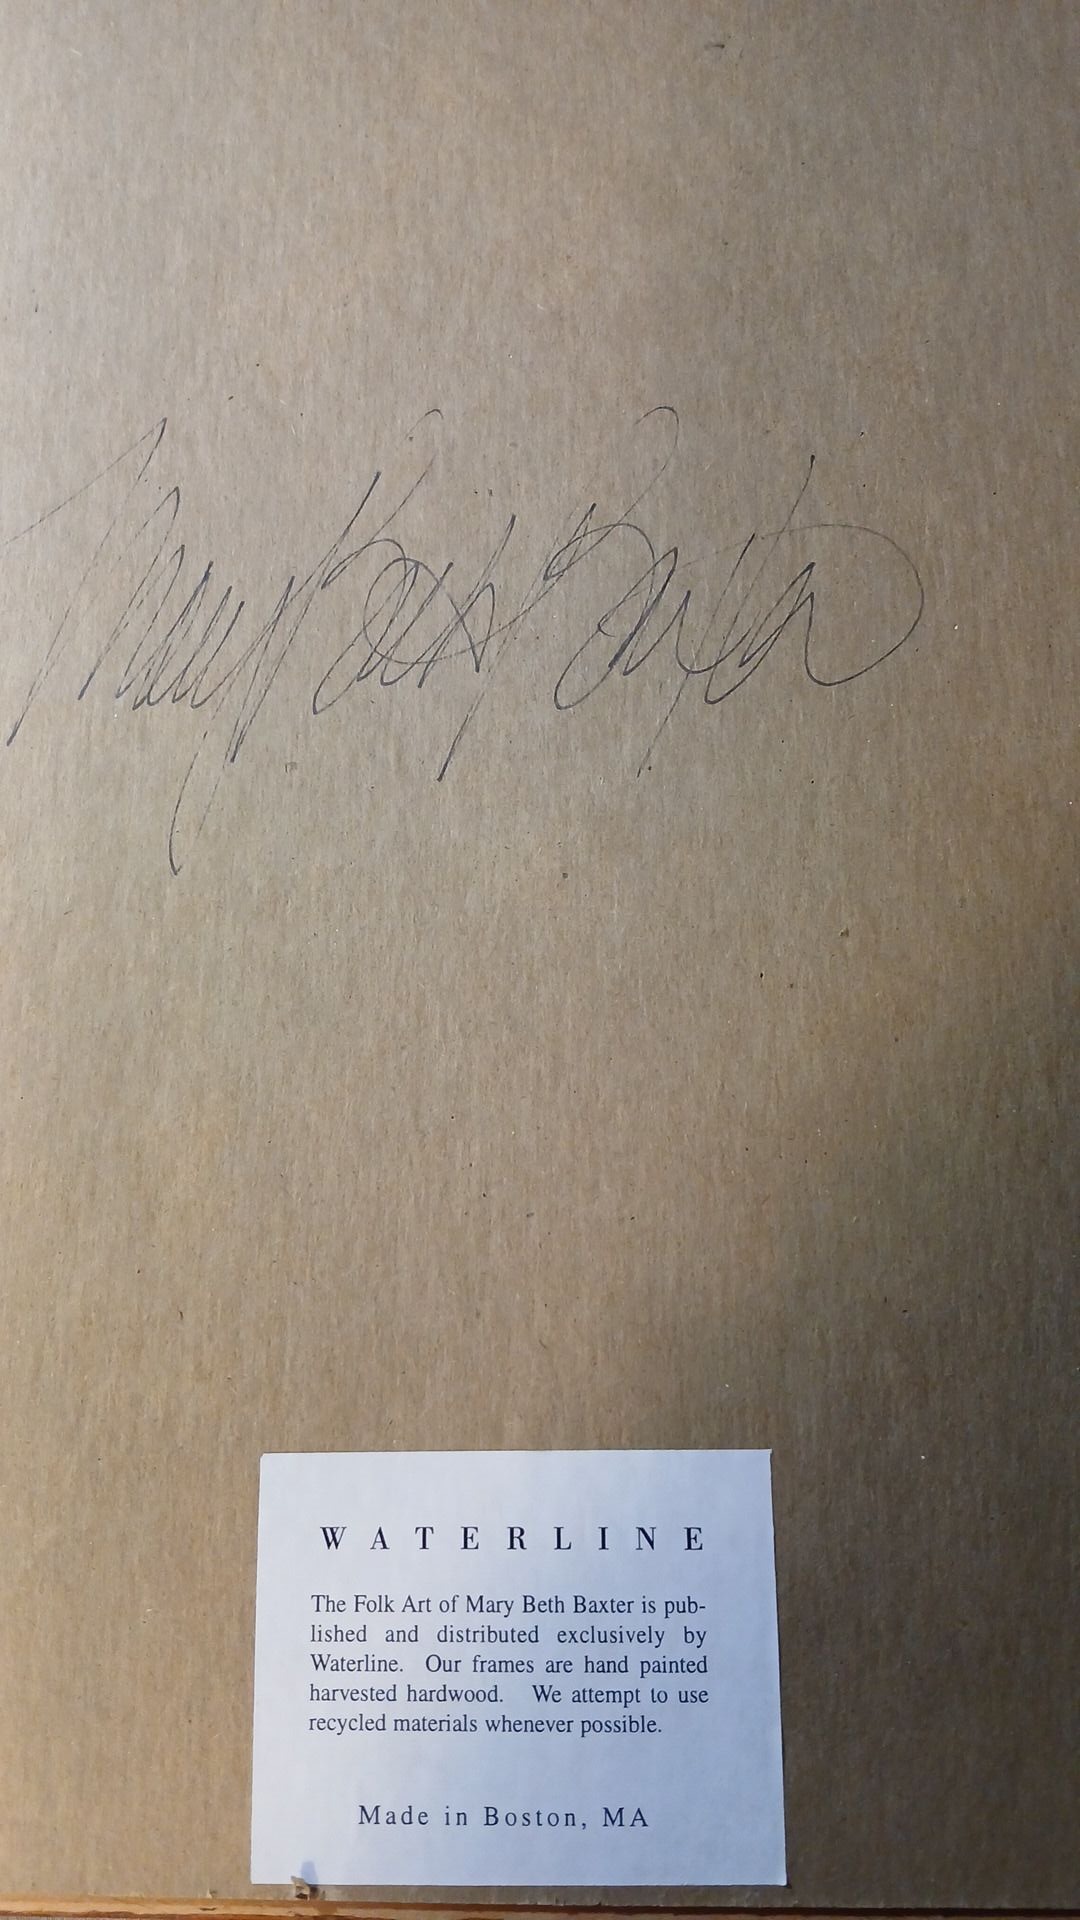 Mary Beth Baxter
W A T E R L I N E
The Folk Art of Mary Beth Baxter is pub-
lished and distributed exclusively by
Waterline. Our frames are hand painted
harvested hardwood. We attempt to use
recycled materials whenever possible.
Made in Boston, MA